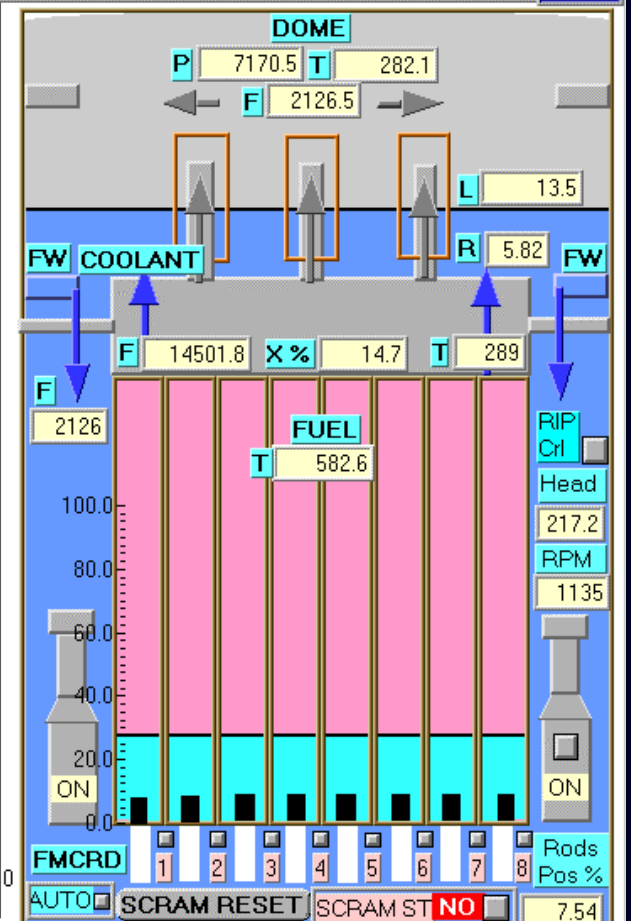 DOME
P 7170.5 T 282.1
F 2126.5
L 13.5
R 5.82
FW COOLANT FW
F 14501.8 X % 14.7 T 289
F
2126
RIP
Crl
FUEL
T 582.6
Head
217.2
RPM
1135
100.0
80.0
60.0
40.0
20.0
0.0
ON ON
FMCRD 1 2 3 4 5 6 7 8 Rods
Pos %
0
AUTO SCRAM RESET SCRAM ST NO 7.54